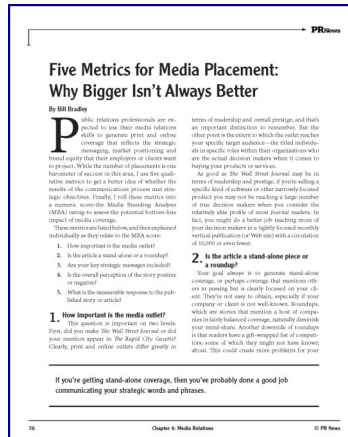 PRNews
Five Metrics for Media Placement:
Why Bigger Isn't Always Better
By Bill Bradley
Public relations professionals are ex-
pected to use their media relations
skills to generate print and online
coverage that reflects the strategic
messaging, market positioning and
brand equity that their employers or clients want
to project. While the number of placements is one
barometer of success in this area, I use five quali-
tative metrics to get a better idea of whether the
results of the communications process met stra-
tegic objectives. Finally, I roll these metrics into
a numeric score-the Media Branding Analysis
(MBA) rating-to assess the potential bottom-line
impact of media coverage.
These metrics are listed below, and then explained
individually as they relate to the MBA score:
1. How important is the media outlet?
2. Is the article a stand-alone or a roundup?
3. Are your key strategic messages included?
4. Is the overall perception of the story positive
or negative?
5. What is the measurable response to the pub-
lished story or article?
1. How important is the media outlet?
This question is important on two levels.
First, did you make The Wall Street Journal or did
your mention appear in The Rapid City Gazette?
Clearly, print and online outlets differ greatly in
terms of readership and overall prestige, and that's
an important distinction to remember. But the
other point is the extent to which the outlet reaches
your specific target audience—the titled individu-
als in specific roles within their organizations who
are the actual decision makers when it comes to
buying your products or services.
As good as The Wall Street Journal may be in
terms of readership and prestige, if you're selling a
specific kind of software or other narrowly focused
product you may not be reaching a large number
of true decision makers when you consider the
relatively elite profile of most Journal readers. In
fact, you might do a better job reaching more of
your decision makers in a tightly focused monthly
vertical publication (or Web site) with a circulation
of 10,000 or even fewer.
2. Is the article a stand-alone piece or
a roundup?
Your goal always is to generate stand-alone
coverage, or perhaps coverage that mentions oth-
ers in passing but is clearly focused on your cli-
ent. They're not easy to obtain, especially if your
company or client is not well-known. Roundups,
which are stories that mention a host of compa-
nies in fairly balanced coverage, naturally diminish
your mind-share. Another downside of roundups
is that readers have a gift-wrapped list of competi-
tors; some of which they might not have known
about. This could create more problems for your
If you're getting stand-alone coverage, then you've probably done a good job
communicating your strategic words and phrases.
76
Chapter 4: Media Relations
© PR News